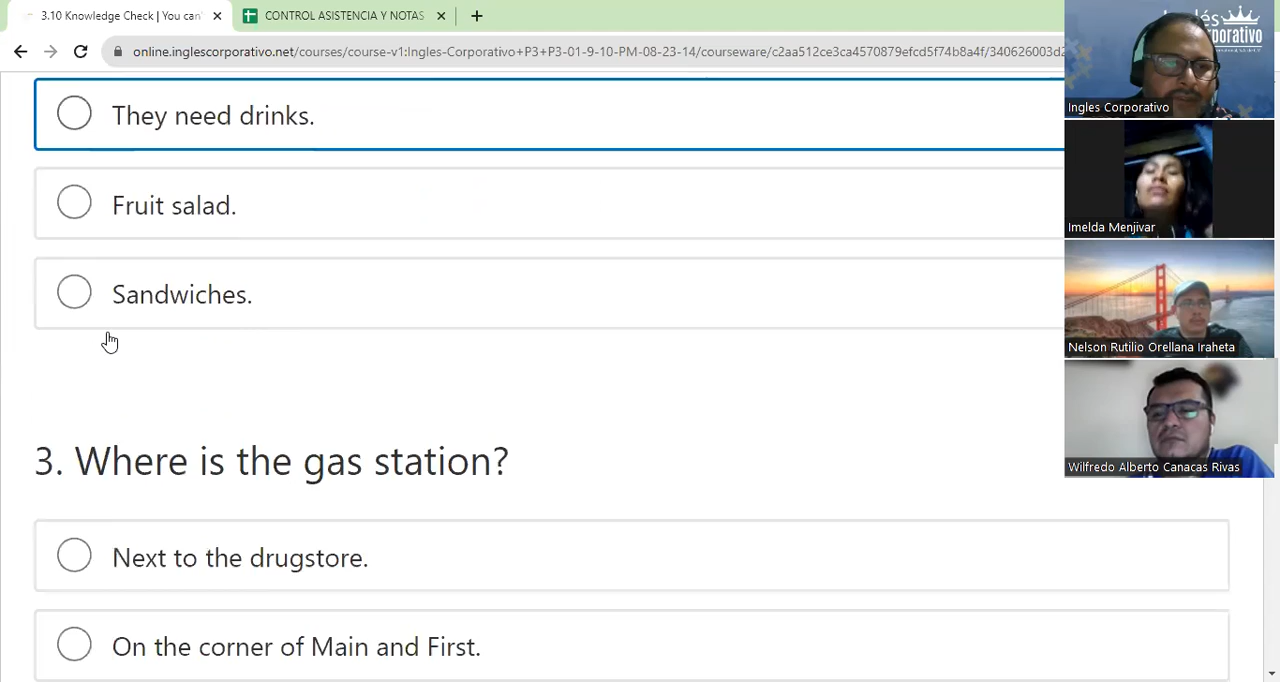 3.10 Knowledge Check | You can'
CONTROL ASISTENCIA Y NOTAS
online.inglescorporativo.net/courses/course-v1:Ingles-Corporativo+P3+P3-01-9-10-PM-08-23-14/courseware/c2aa512ce3ca4570879efcd5f74b8a4f/340626003d2
They need drinks.
Fruit salad.
Sandwiches.
3. Where is the gas station?
Next to the drugstore.
On the corner of Main and First.
Ingles Corporativo
Imelda Menjivar
Nelson Rutilio Orellana Iraheta
Wilfredo Alberto Canacas Rivas